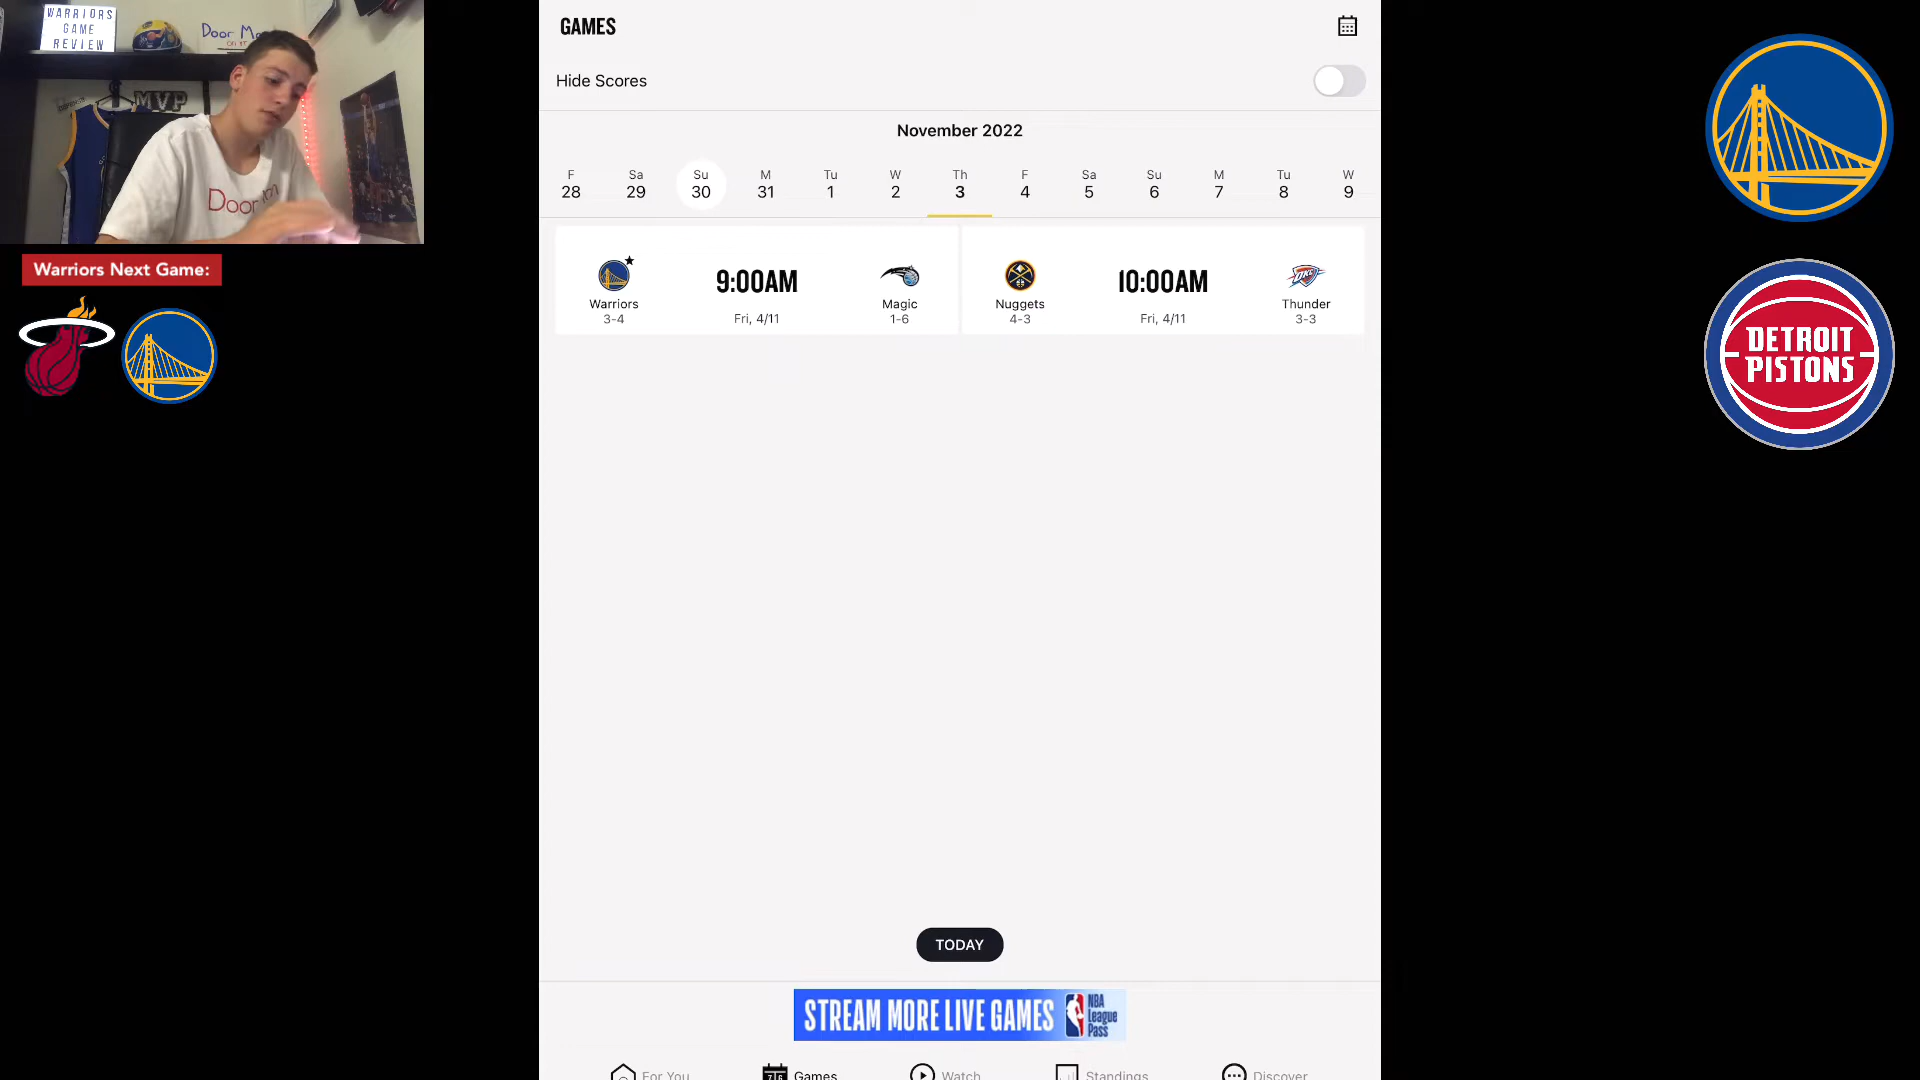 WARRIORS
GAME
REVIEW
MVP
Warriors Next Game:
GAMES
Hide Scores
November 2022
F Sa Su M Tu W Th F Sa Su M Tu W
28 29 30 31 1 2 3 4 5 6 7 8 9
9:00AM
Warriors Magic
3-4 Fri, 4/11 1-6
10:00AM
OKC
Nuggets Thunder
4-3 Fri, 4/11 3-3
TODAY
STREAM MORE LIVE GAMES
NBA
League
Pass
For You Games Watch Standings Discover
DETROIT
PISTONS